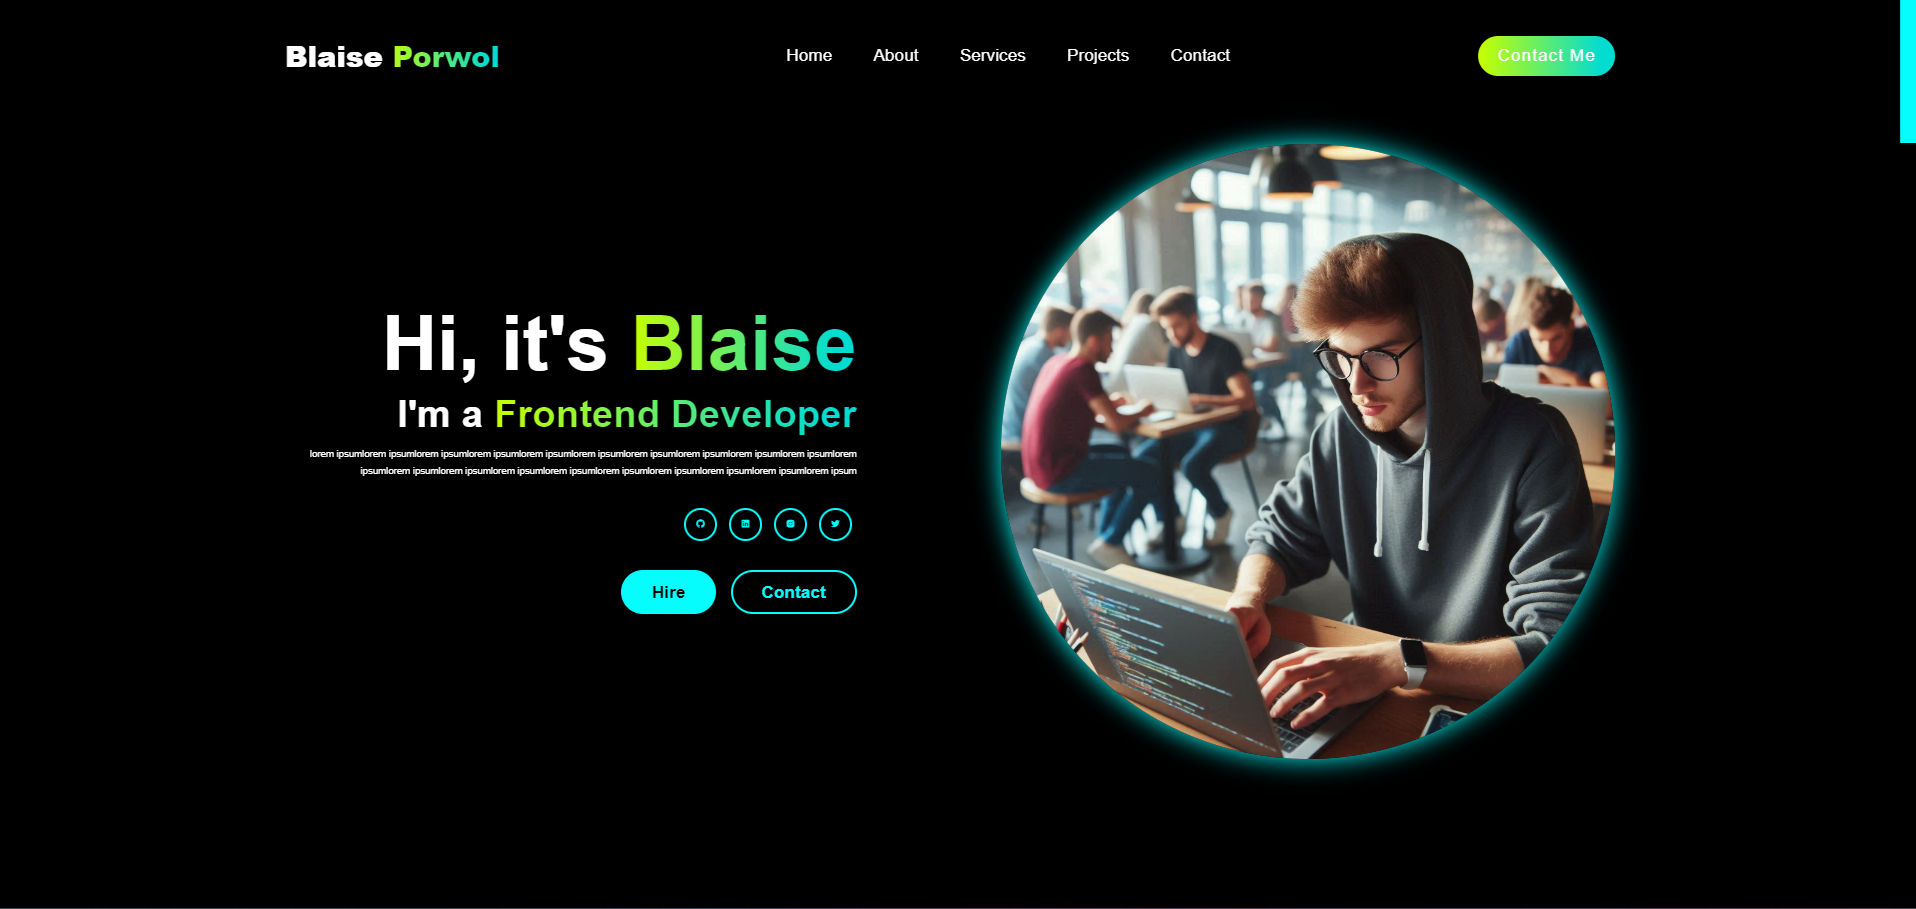 Blaise Porwol
Home
About
Services
Projects
Contact
Contact Me
Hi, it's Blaise
I'm a Frontend Developer
lorem ipsumlorem ipsumlorem ipsumlorem ipsumlorem ipsumlorem ipsumlorem ipsumlorem ipsumlorem ipsumlorem ipsumlorem
ipsumlorem ipsumlorem ipsumlorem ipsumlorem ipsumlorem ipsumlorem ipsumlorem ipsumlorem ipsumlorem ipsum
Hire
Contact